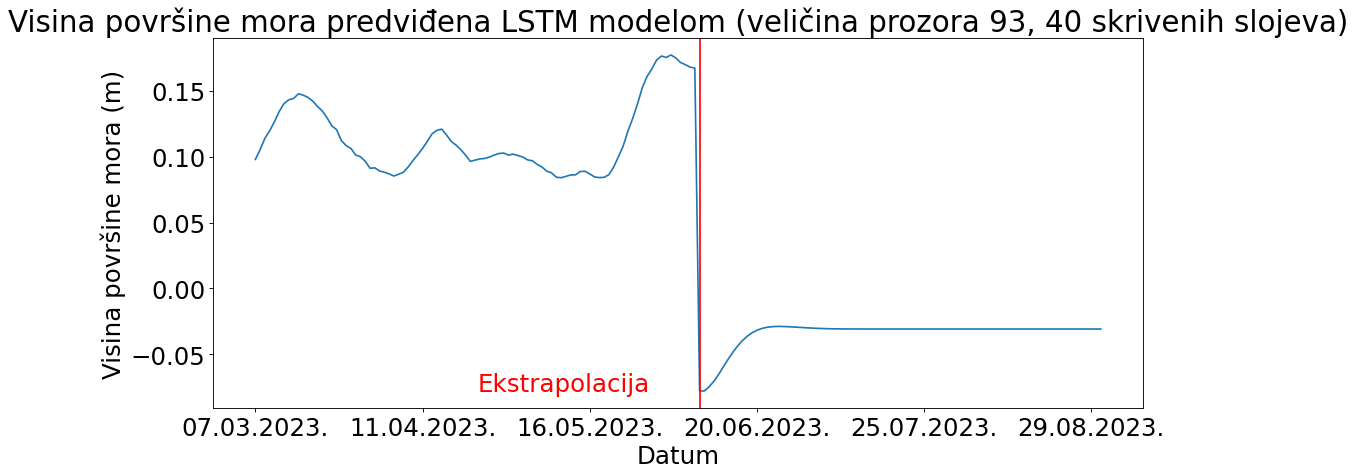 Visina površine mora predviđena LSTM modelom (veličina prozora 93, 40 skrivenih slojeva)
Visina površine mora (m)
0.15
0.10
0.05
0.00
−0.05
Ekstrapolacija
07.03.2023. 11.04.2023. 16.05.2023. 20.06.2023. 25.07.2023. 29.08.2023.
Datum